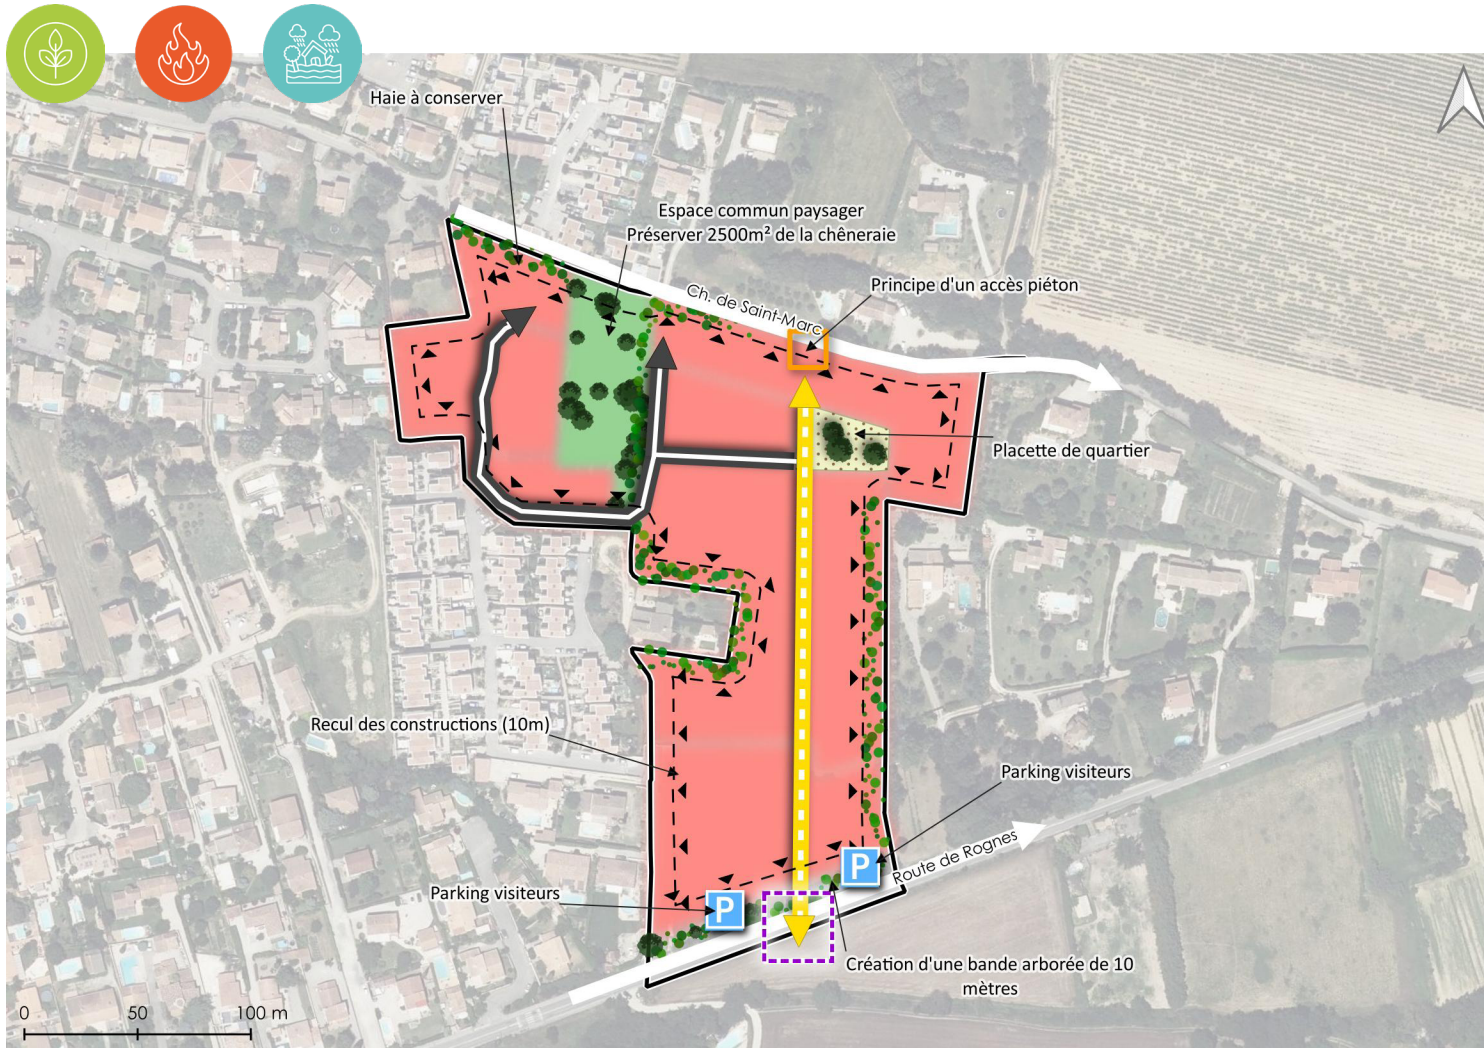 Haie à conserver
Espace commun paysager
Préserver 2500m² de la chêneraie
Principe d'un accès piéton
Ch. de Saint-Marc
Placette de quartier
Recul des constructions (10m)
Parking visiteurs
Route de Rognes
P
Parking visiteurs
P
Création d'une bande arborée de 10
mètres
0 50 100 m